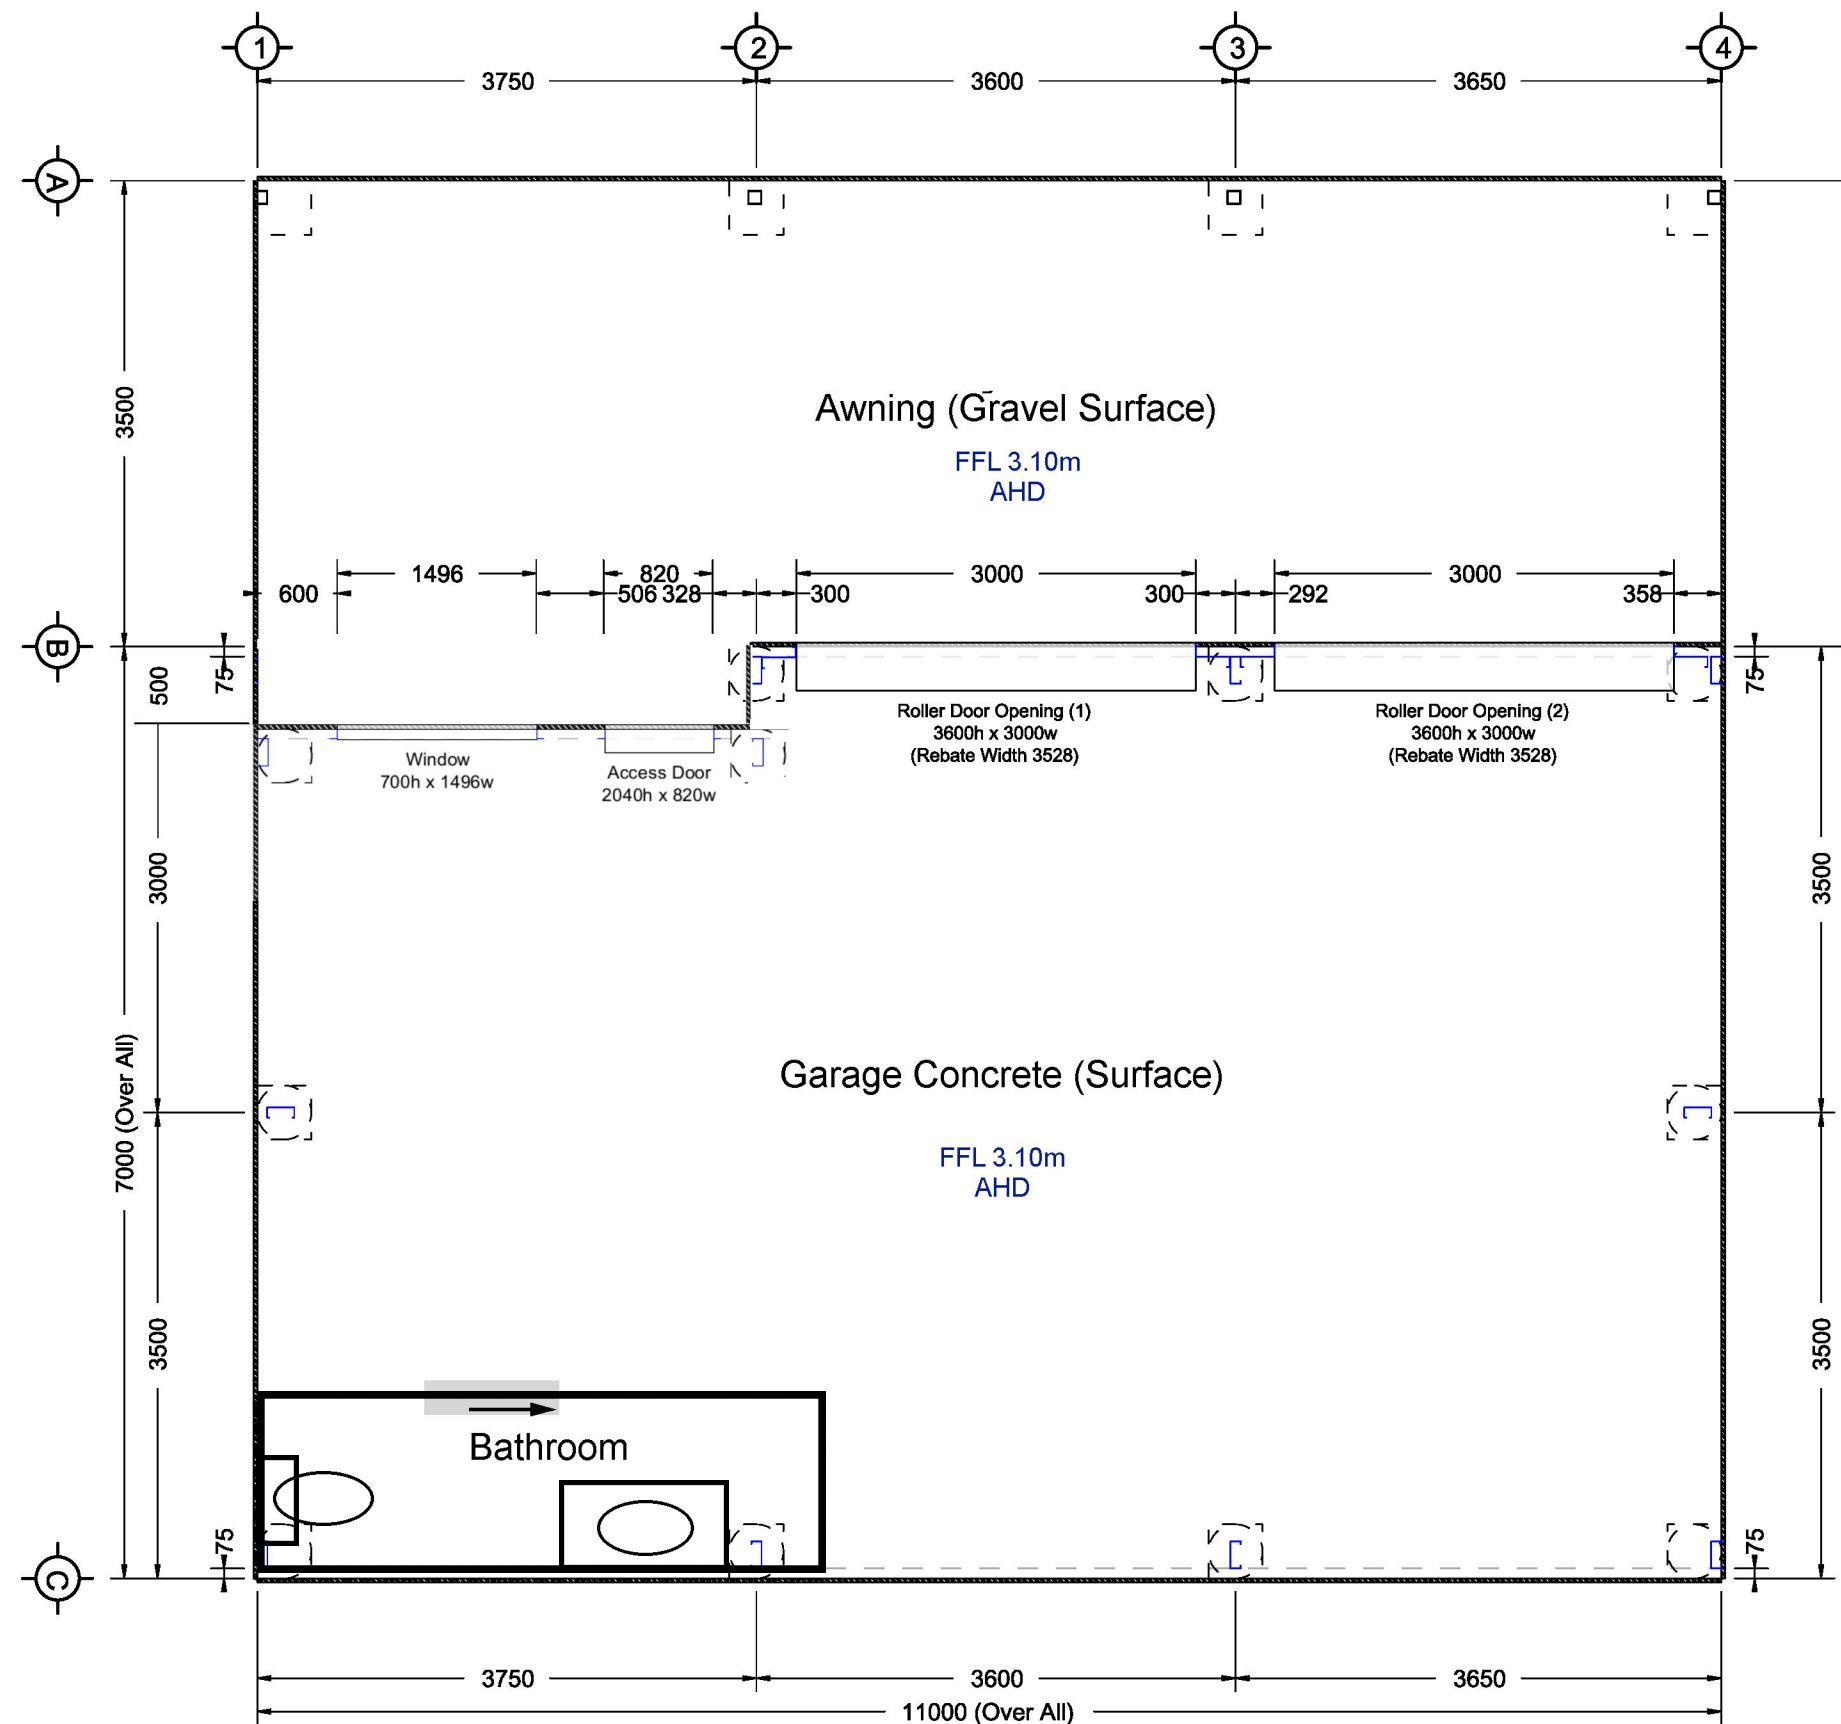 1
2
3
4
3750
3600
3650
A
3500
Awning (Gravel Surface)
FFL 3.10m
AHD
1496
820
3000
3000
600
506
328
300
300
292
358
B
75
500
75
Roller Door Opening (1)
3600h x 3000w
(Rebate Width 3528)
Roller Door Opening (2)
3600h x 3000w
(Rebate Width 3528)
Window
700h x 1496w
Access Door
2040h x 820w
3000
3500
7000 (Over All)
Garage Concrete (Surface)
FFL 3.10m
AHD
3500
3500
Bathroom
75
75
C
3750
3600
3650
11000 (Over All)